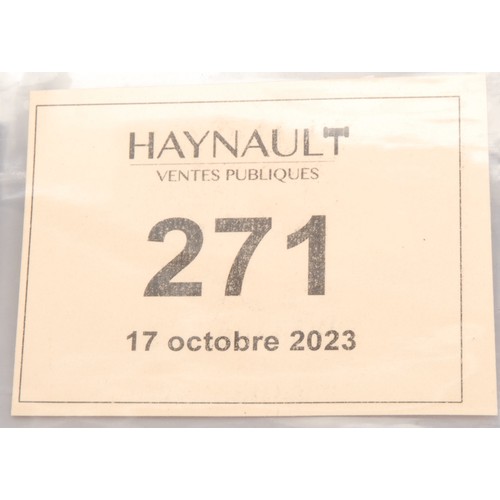 HAYNAULT
VENTES PUBLIQUES
271
17 octobre 2023